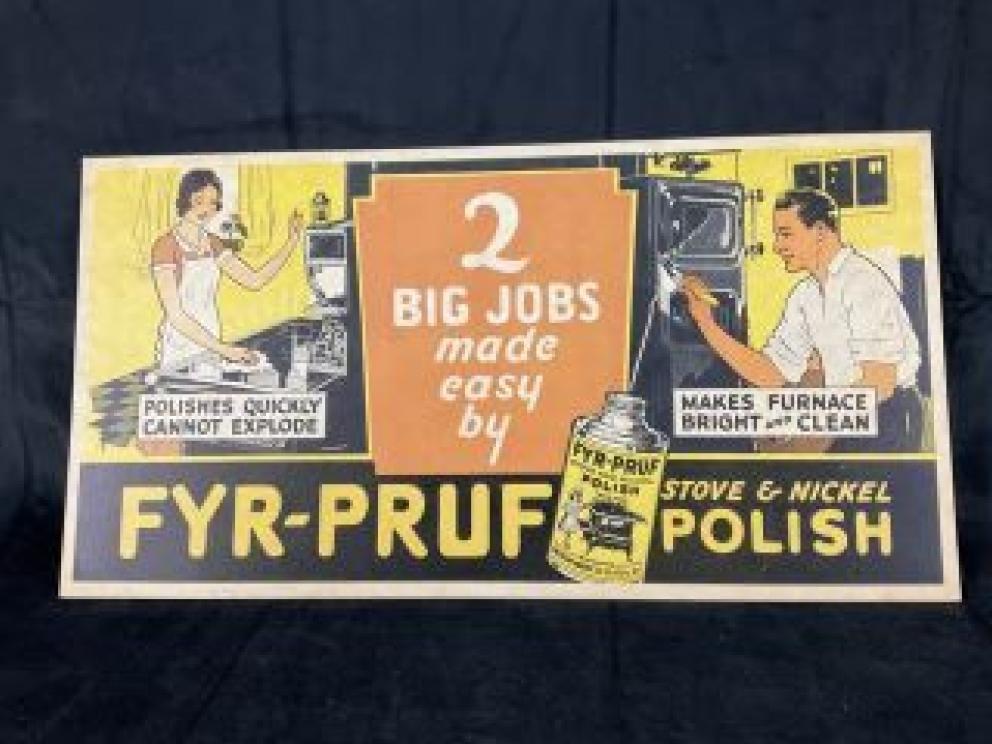 2
BIG JOBS
made
easy
by
POLISHES QUICKLY
CANNOT EXPLODE
MAKES FURNACE
BRIGHT AND CLEAN
FYR-PRUF
STOVE & NICKEL
POLISH
FYR-PRUF
POLISH